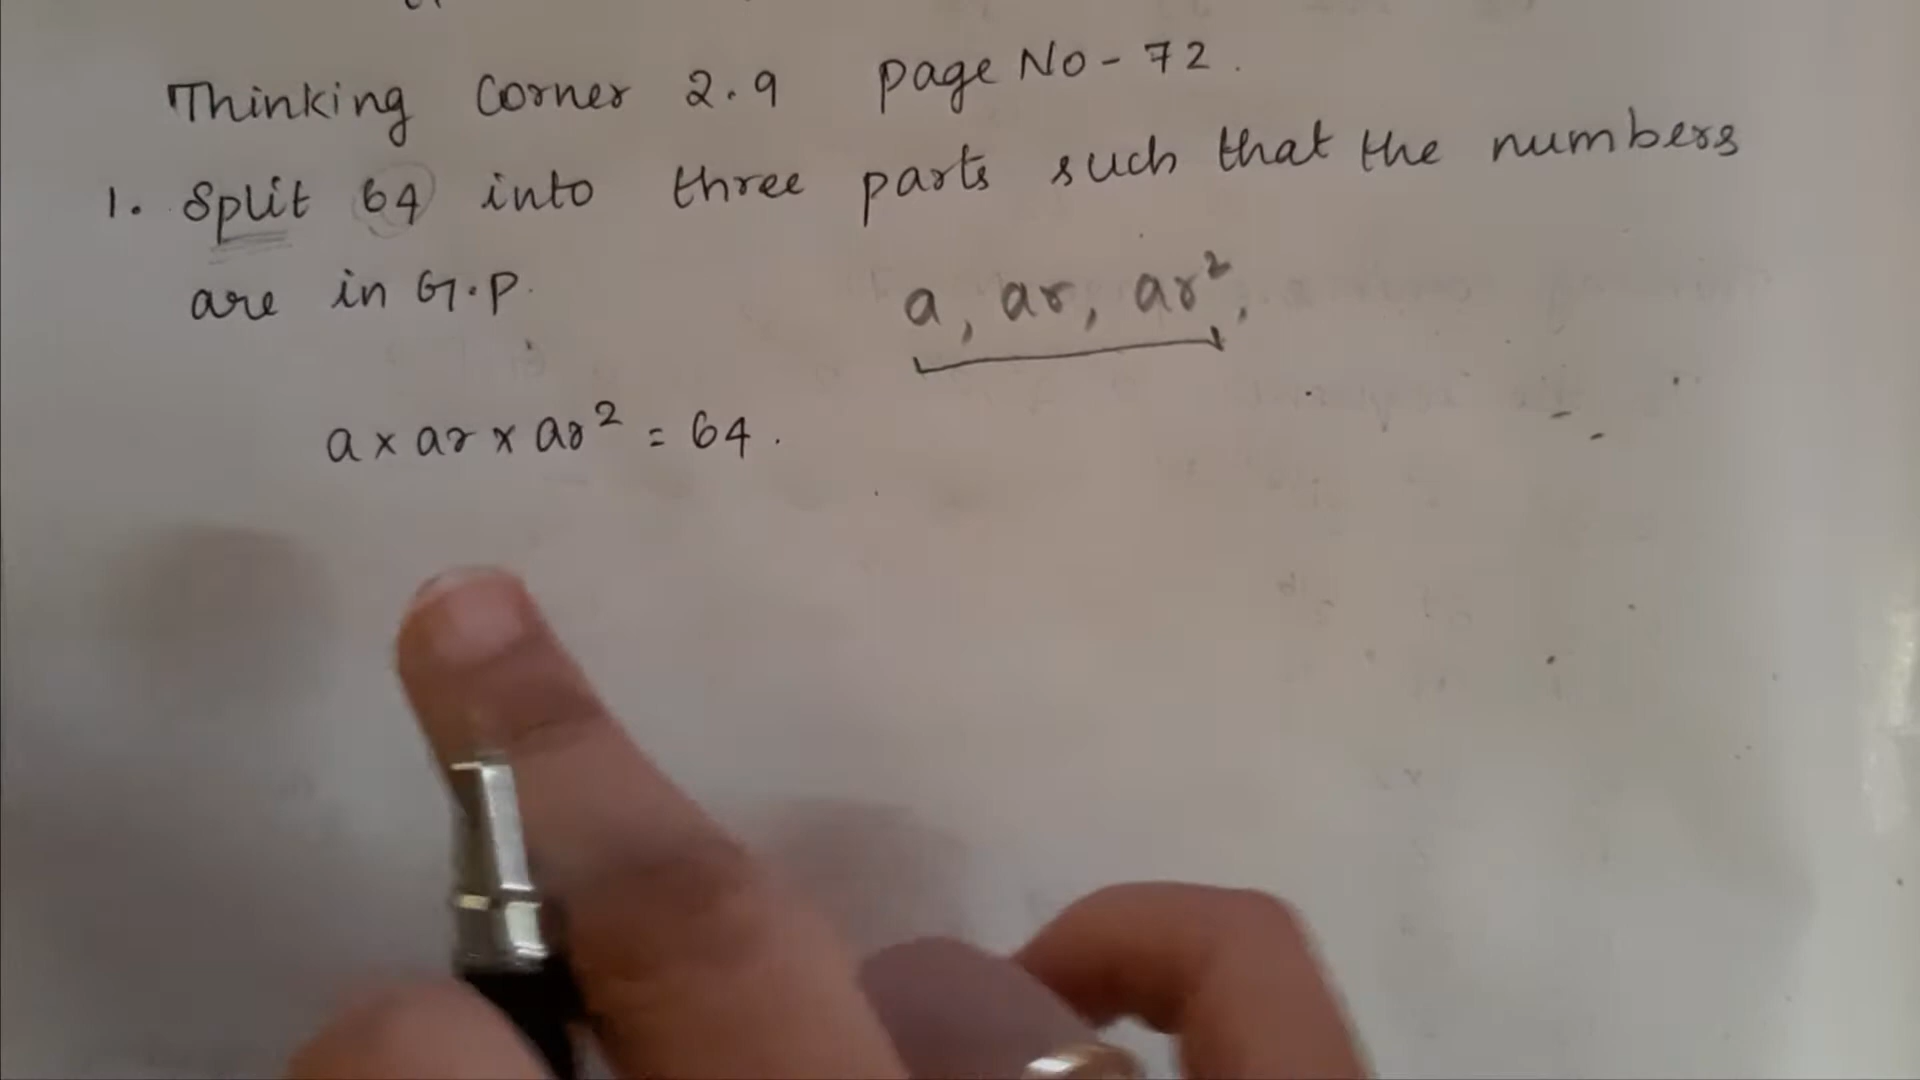 Thinking Corner 2.9 page No - 72.
1. Split 64 into three parts such that the numbers
are in G.P.
a, ar, ar²,
a x ar x ar² = 64.